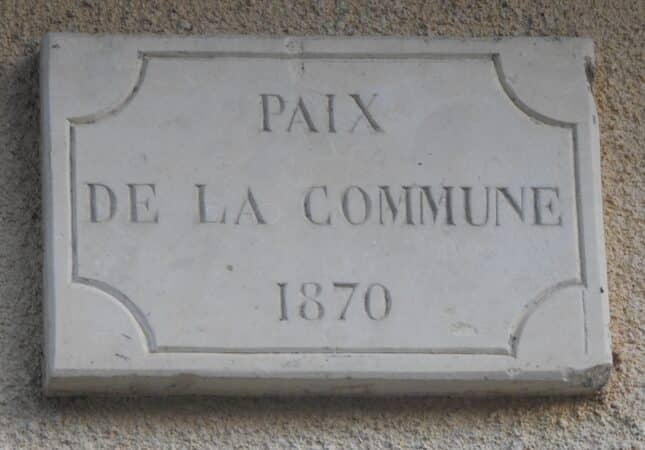 PAIX
DE LA COMMUNE
1870